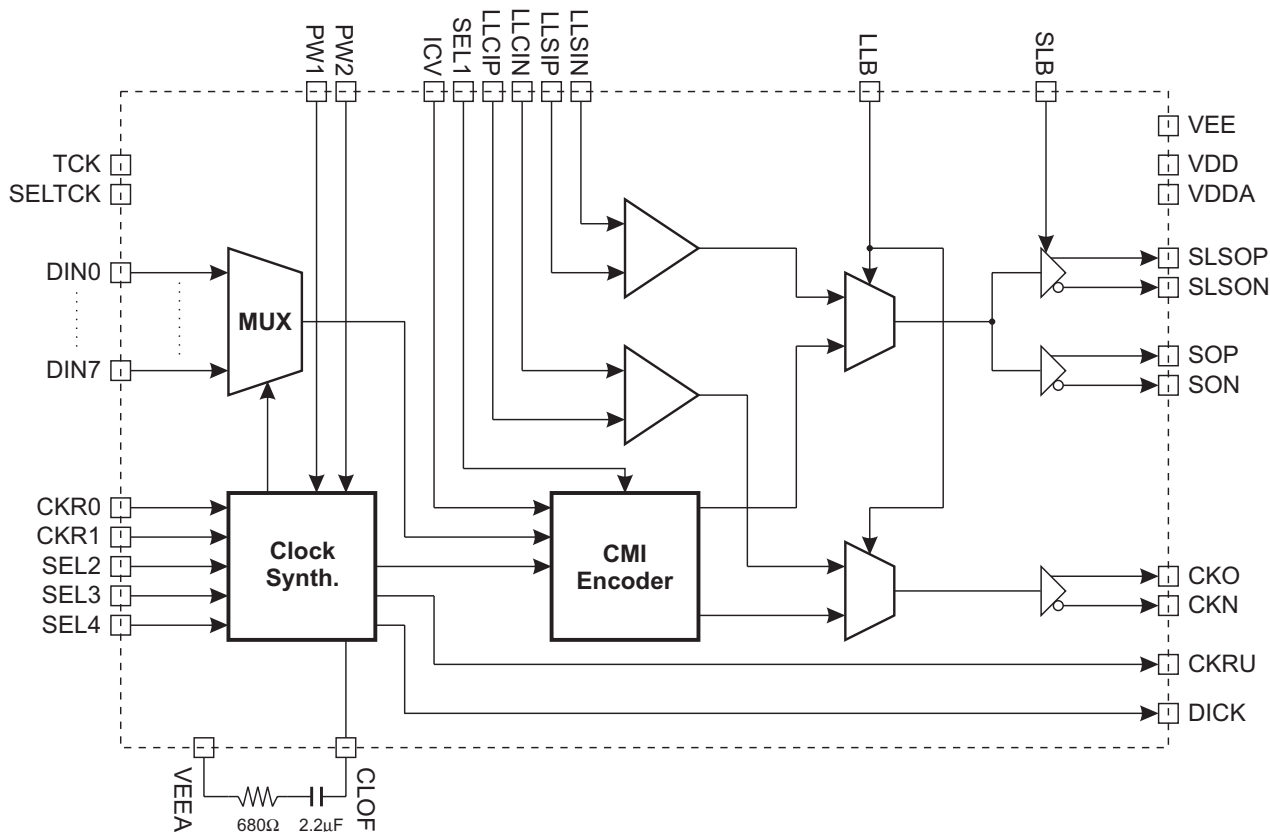 PW1
PW2
ICV
SEL1
LLCIP
LLCIN
LLSIP
LLSIN
LLB
SLB
VEE
TCK
VDD
SELTCK
VDDA
DIN0
SLSOP
SLSON
MUX
DIN7
SOP
SON
CKR0
CKR1
SEL2
SEL3
SEL4
Clock
Synth.
CMI
Encoder
CKO
CKN
CKRU
DICK
VEEA
CLOF
680Ω
2.2µF